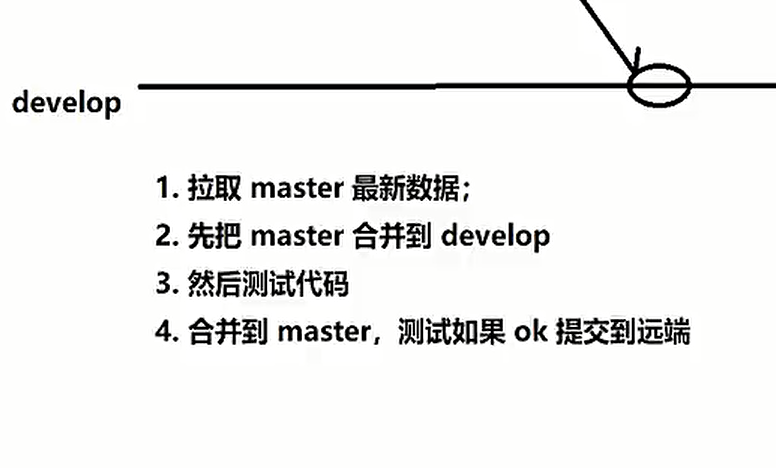 develop
1. 拉取 master 最新数据；
2. 先把 master 合并到 develop
3. 然后测试代码
4. 合并到 master，测试如果 ok 提交到远端